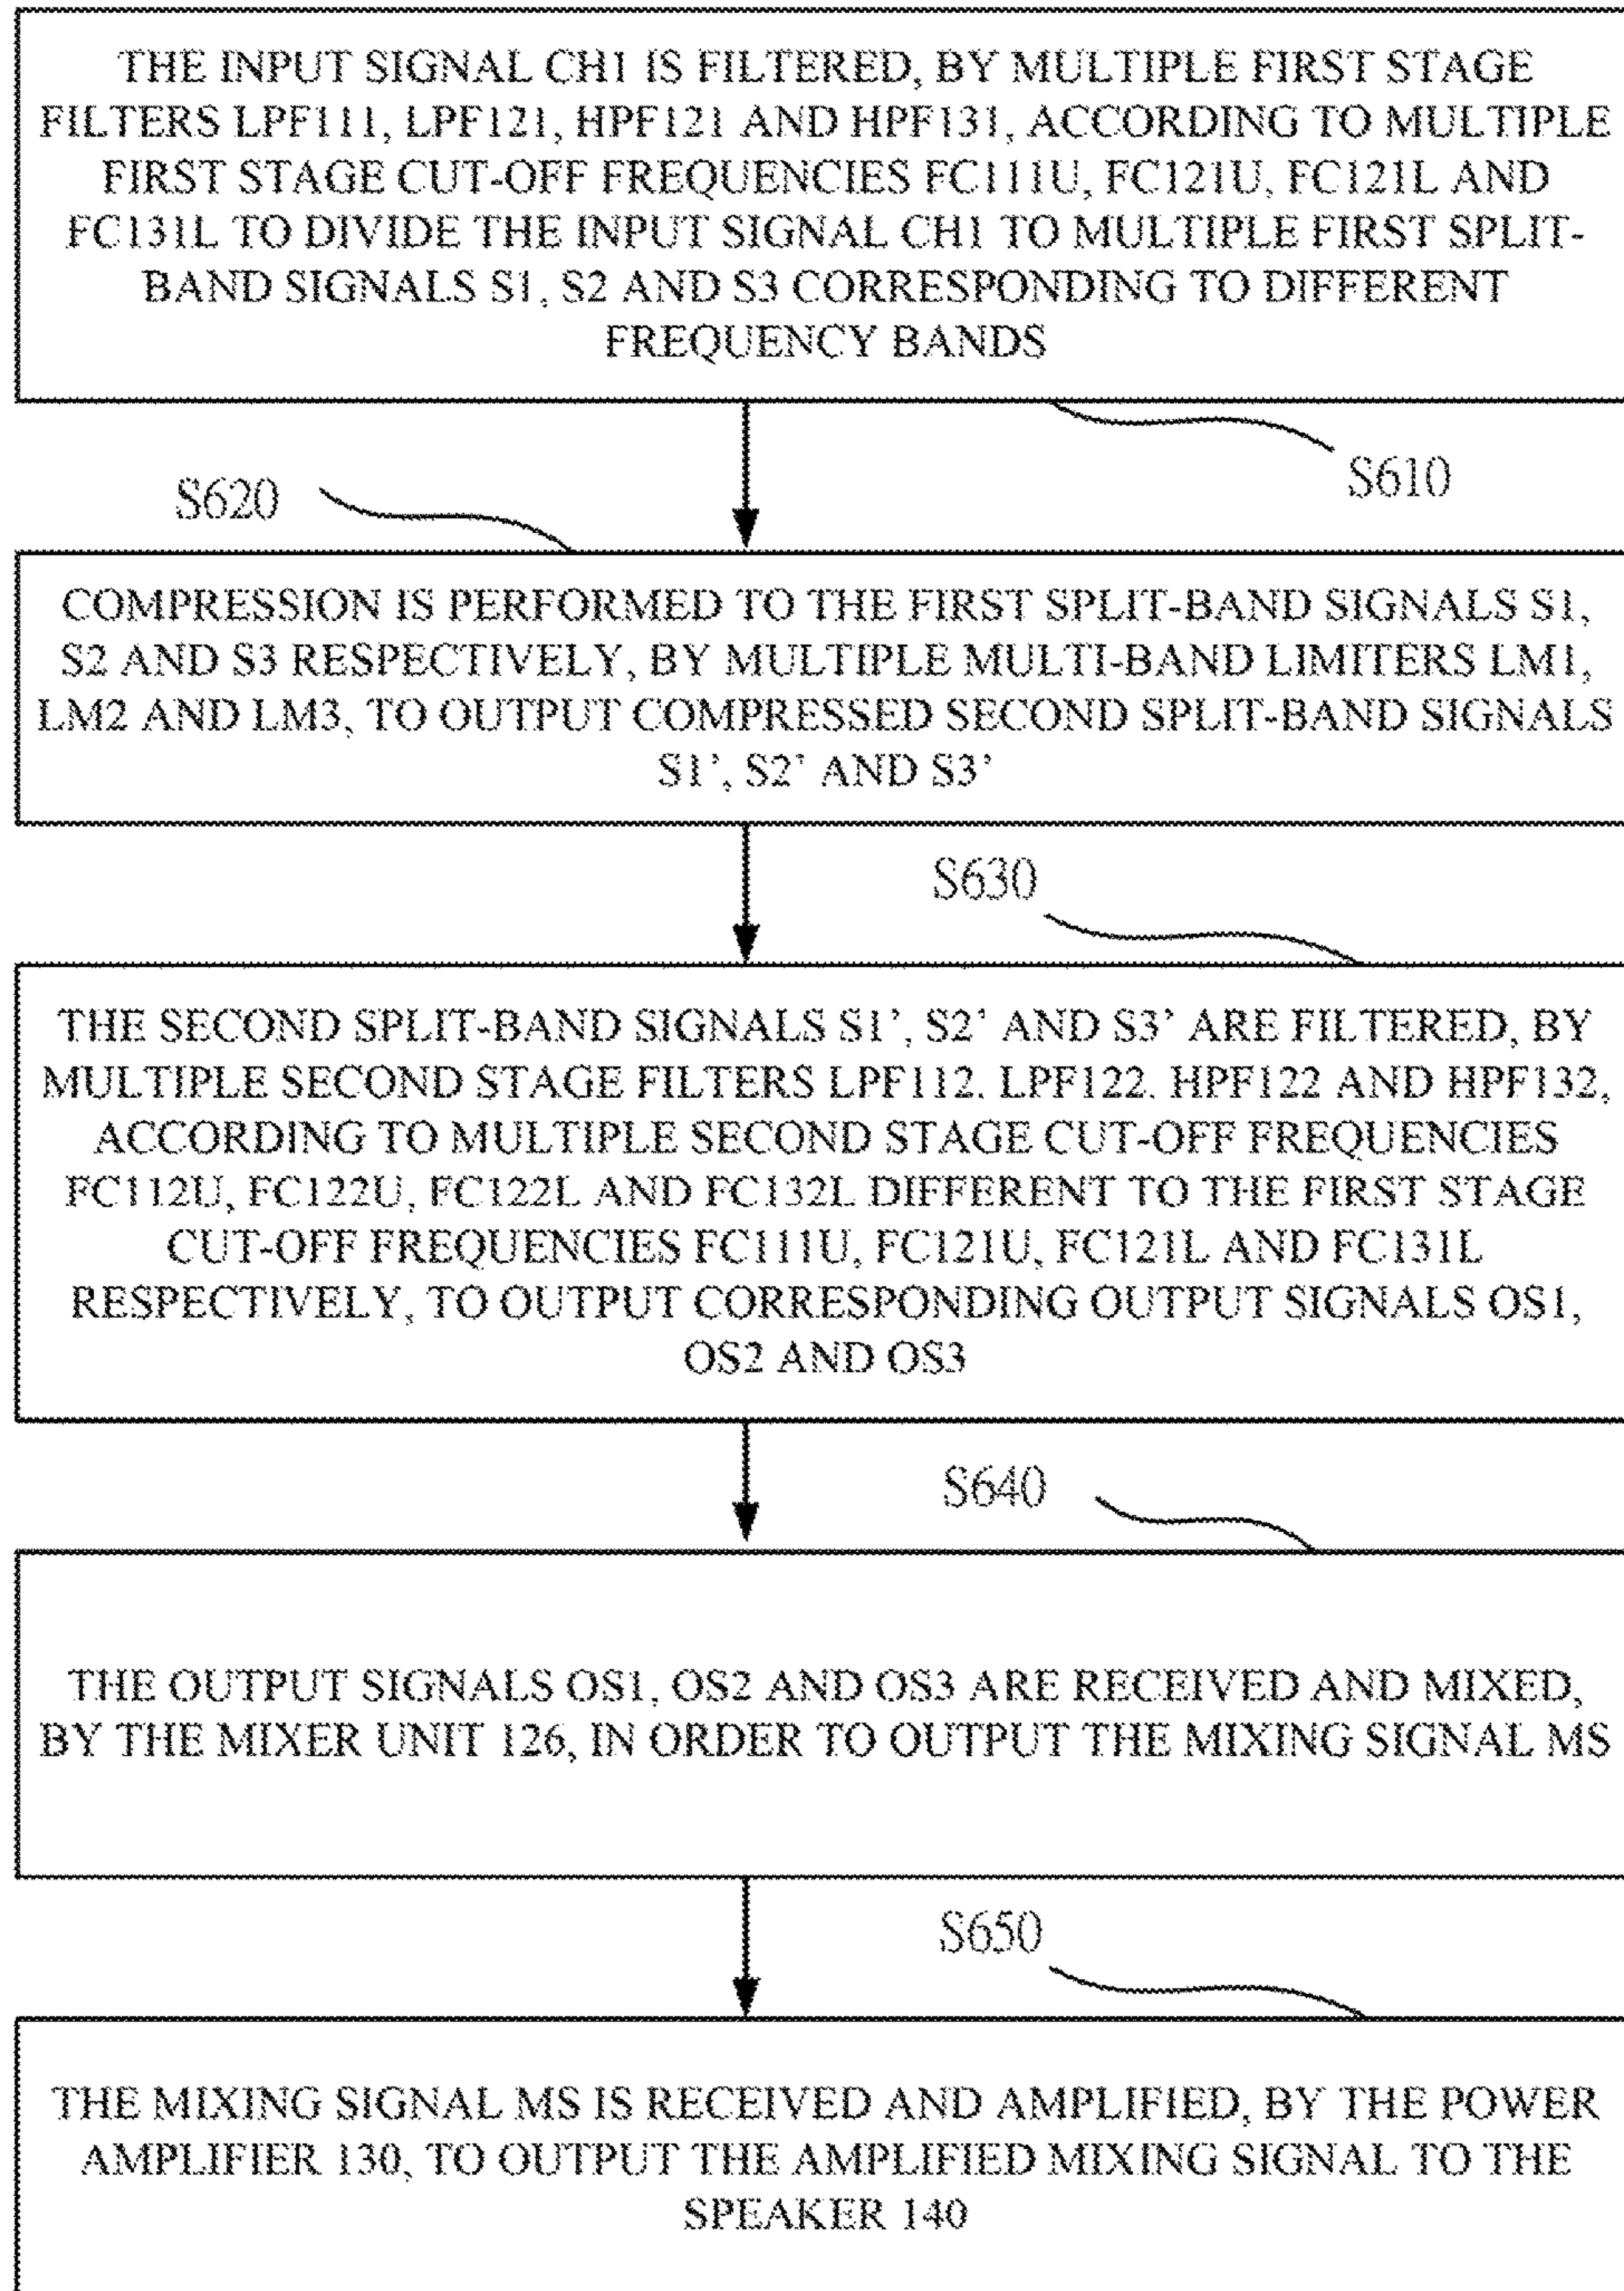 THE INPUT SIGNAL CH1 IS FILTERED, BY MULTIPLE FIRST STAGE
FILTERS LPF111, LPF121, HPF121 AND HPF131, ACCORDING TO MULTIPLE
FIRST STAGE CUT-OFF FREQUENCIES FC111U, FC121U, FC121L AND
FC131L TO DIVIDE THE INPUT SIGNAL CH1 TO MULTIPLE FIRST SPLIT-
BAND SIGNALS S1, S2 AND S3 CORRESPONDING TO DIFFERENT
FREQUENCY BANDS
S610
S620
COMPRESSION IS PERFORMED TO THE FIRST SPLIT-BAND SIGNALS S1,
S2 AND S3 RESPECTIVELY, BY MULTIPLE MULTI-BAND LIMITERS LM1,
LM2 AND LM3, TO OUTPUT COMPRESSED SECOND SPLIT-BAND SIGNALS
S1’, S2’ AND S3’
S630
THE SECOND SPLIT-BAND SIGNALS S1’, S2’ AND S3’ ARE FILTERED, BY
MULTIPLE SECOND STAGE FILTERS LPF112, LPF122, HPF122 AND HPF132,
ACCORDING TO MULTIPLE SECOND STAGE CUT-OFF FREQUENCIES
FC112U, FC122U, FC122L AND FC132L DIFFERENT TO THE FIRST STAGE
CUT-OFF FREQUENCIES FC111U, FC121U, FC121L AND FC131L
RESPECTIVELY, TO OUTPUT CORRESPONDING OUTPUT SIGNALS OS1,
OS2 AND OS3
S640
THE OUTPUT SIGNALS OS1, OS2 AND OS3 ARE RECEIVED AND MIXED,
BY THE MIXER UNIT 126, IN ORDER TO OUTPUT THE MIXING SIGNAL MS
S650
THE MIXING SIGNAL MS IS RECEIVED AND AMPLIFIED, BY THE POWER
AMPLIFIER 130, TO OUTPUT THE AMPLIFIED MIXING SIGNAL TO THE
SPEAKER 140